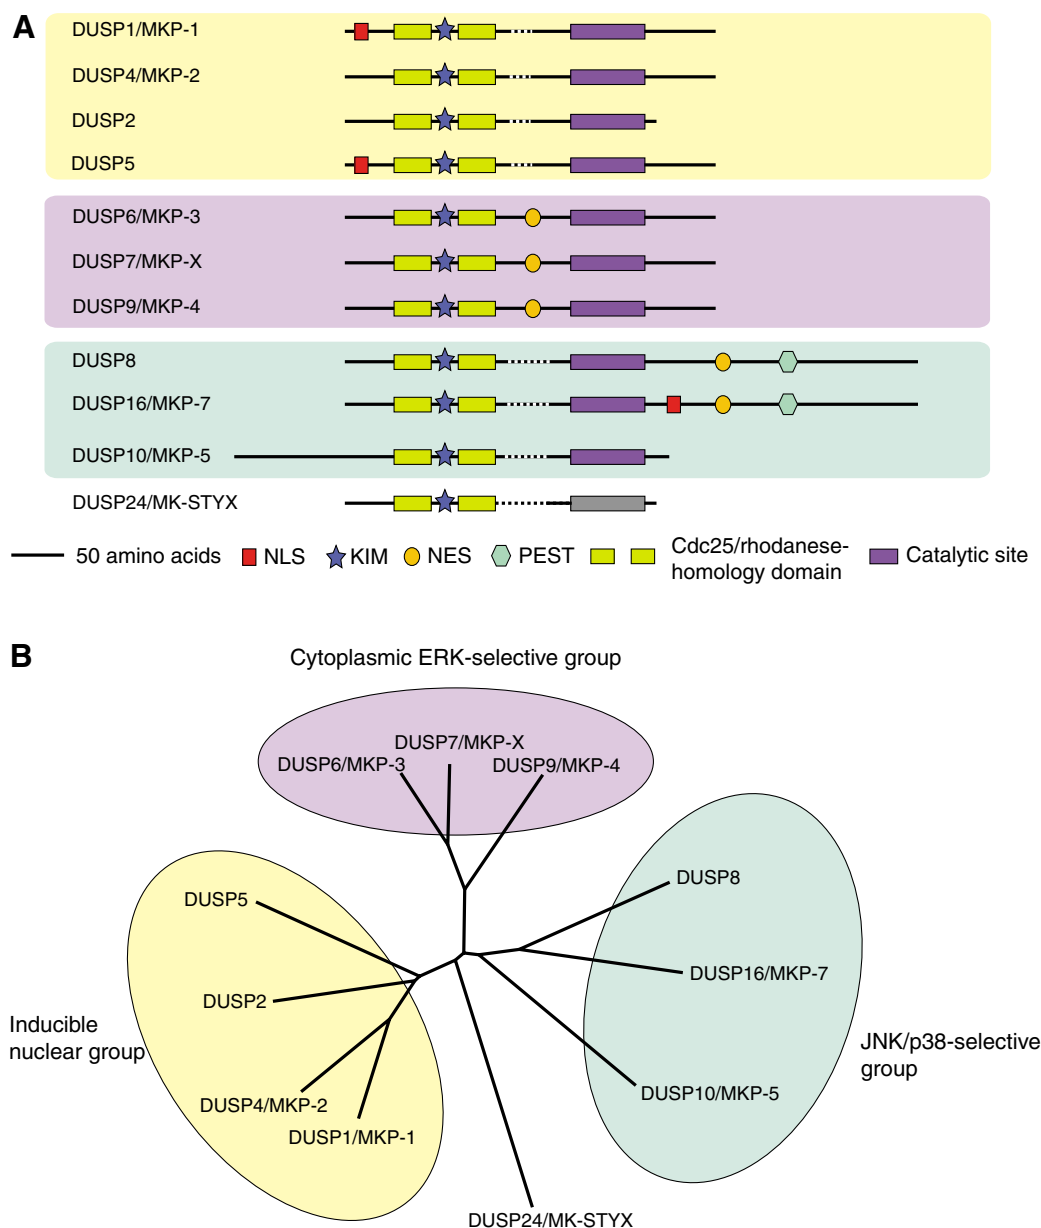 A
DUSP1/MKP-1
DUSP4/MKP-2
DUSP2
DUSP5
DUSP6/MKP-3
DUSP7/MKP-X
DUSP9/MKP-4
DUSP8
DUSP16/MKP-7
DUSP10/MKP-5
DUSP24/MK-STYX
50 amino acids NLS KIM NES PEST Cdc25/rhodanese-
homology domain Catalytic site
B
Cytoplasmic ERK-selective group
DUSP7/MKP-X
DUSP6/MKP-3 DUSP9/MKP-4
DUSP8
DUSP5
DUSP16/MKP-7
DUSP2
Inducible
nuclear group
JNK/p38-selective
group
DUSP10/MKP-5
DUSP4/MKP-2
DUSP1/MKP-1
DUSP24/MK-STYX